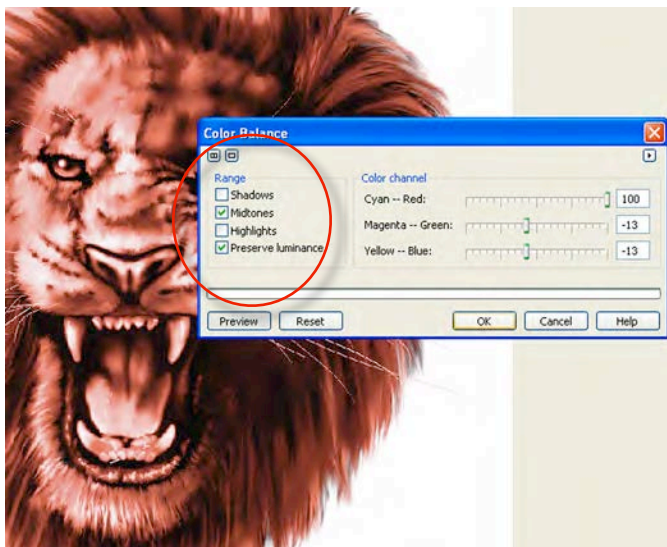 Color Balance
Range
Shadows
Midtones
Highlights
Preserve luminance
Color channel
Cyan -- Red: 100
Magenta -- Green: -13
Yellow -- Blue: -13
Preview Reset OK Cancel Help